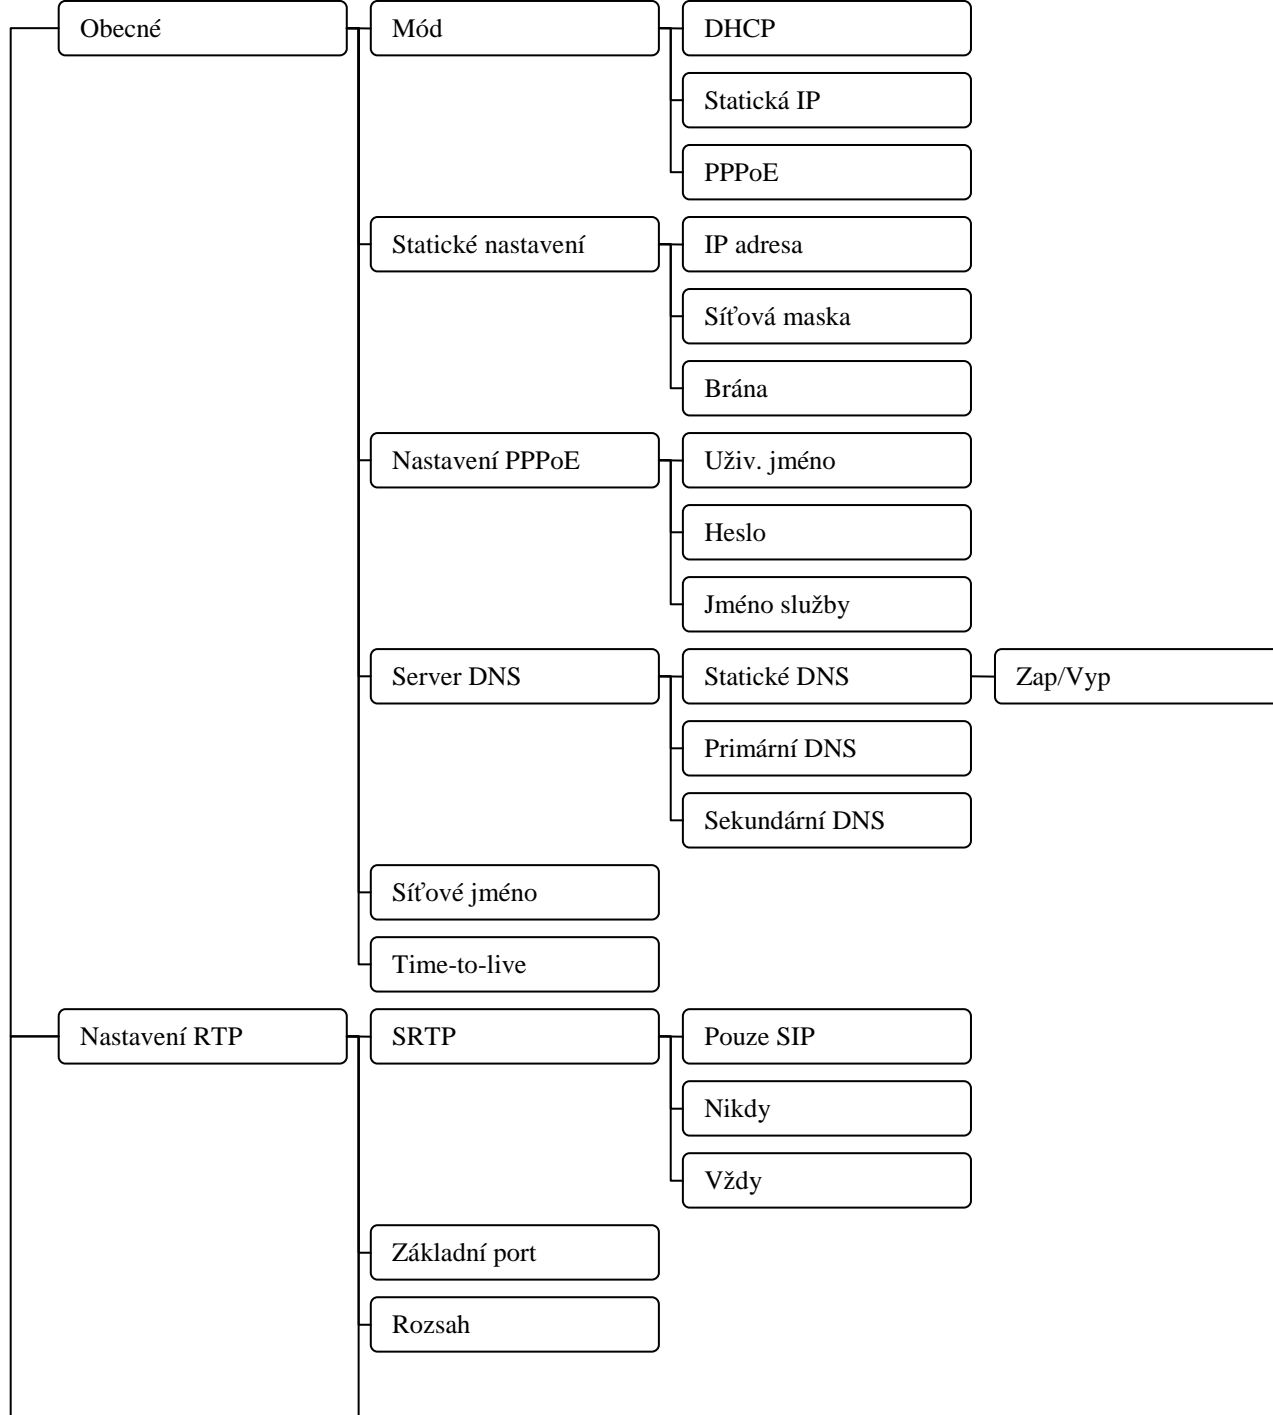 Obecné
Mód
DHCP
Statická IP
PPPoE
Statické nastavení
IP adresa
Síťová maska
Brána
Nastavení PPPoE
Uživ. jméno
Heslo
Jméno služby
Server DNS
Statické DNS
Zap/Vyp
Primární DNS
Sekundární DNS
Síťové jméno
Time-to-live
Nastavení RTP
SRTP
Pouze SIP
Nikdy
Vždy
Základní port
Rozsah